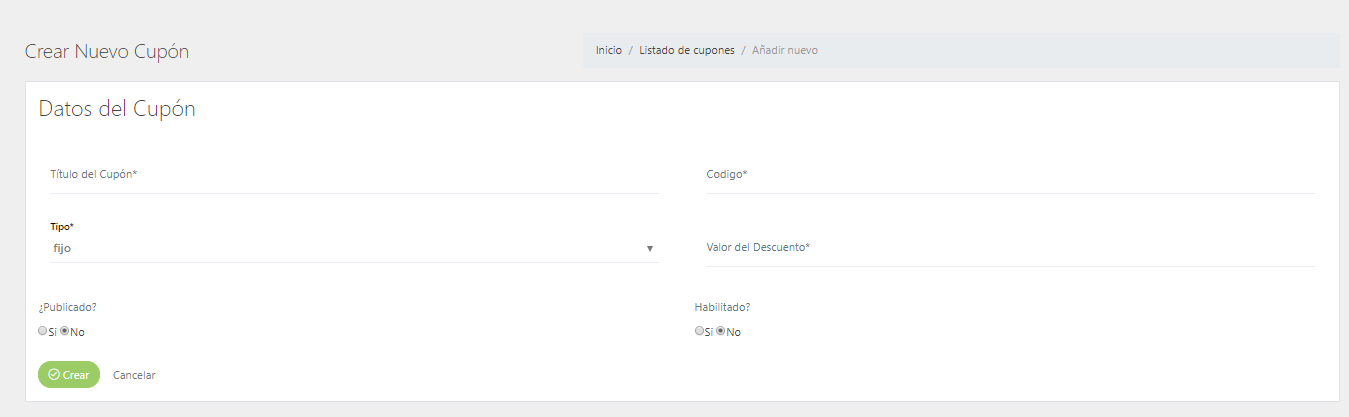 Crear Nuevo Cupón
Inicio / Listado de cupones / Añadir nuevo
Datos del Cupón
Título del Cupón*
Codigo*
Tipo*
fijo
Valor del Descuento*
¿Publicado?
Habilitado?
Si No
Si No
Crear
Cancelar